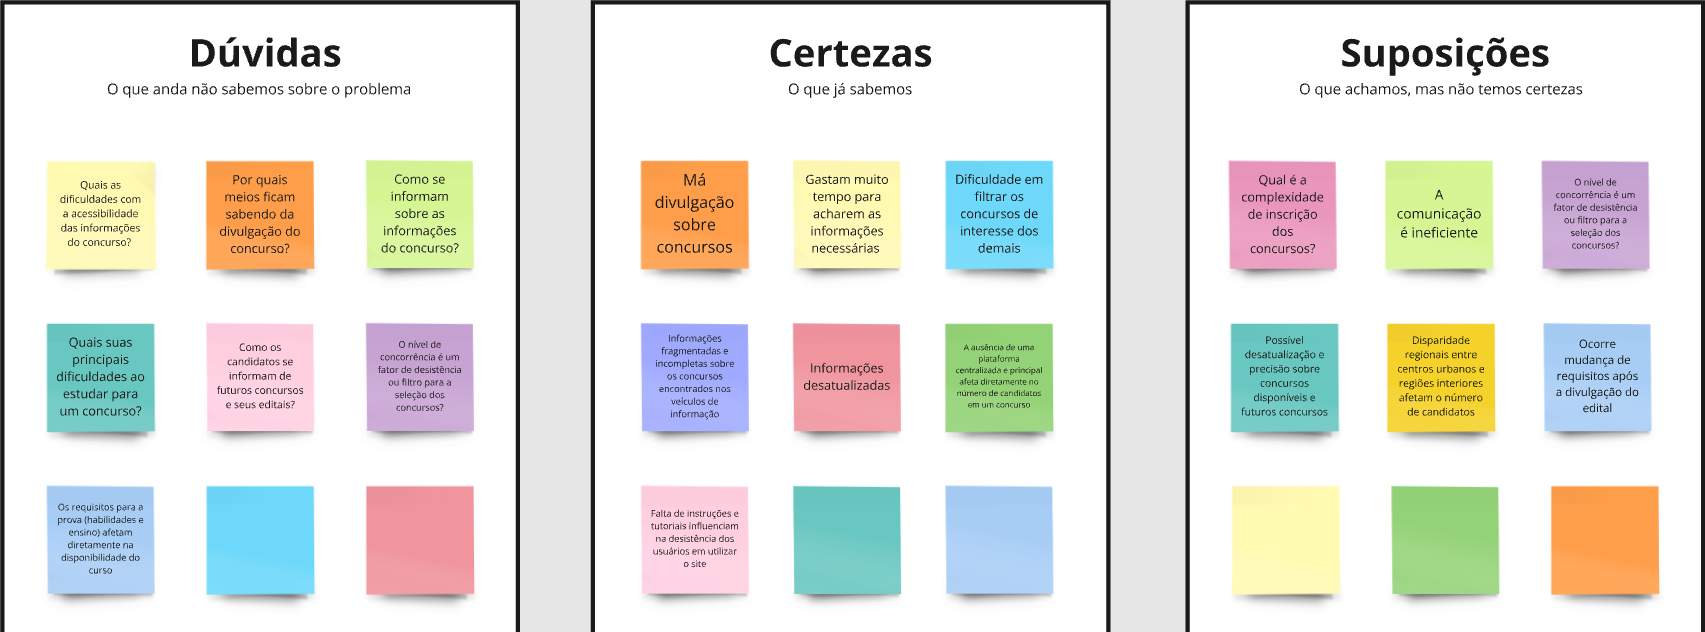 Dúvidas
O que anda não sabemos sobre o problema
Quais as
dificuldades com
a acessibilidade
das informações
do concurso?
Por quais
meios ficam
sabendo da
divulgação do
concurso?
Como se
informam
sobre as
informações
do concurso?
Quais suas
principais
dificuldades ao
estudar para
um concurso?
Como os
candidatos se
informam de
futuros concursos
e seus editais?
O nível de
concorrência é um
fator de desistência
ou filtro para a
seleção dos
concursos?
Os requisitos para a
prova (habilidades e
ensino) afetam
diretamente na
disponibilidade do
curso
Certezas
O que já sabemos
Má
divulgação
sobre
concursos
Gastam muito
tempo para
acharem as
informações
necessárias
Dificuldade em
filtrar os
concursos de
interesse dos
demais
Informações
fragmentadas e
incompletas sobre
os concursos
encontrados nos
veículos de
informação
Informações
desatualizadas
A ausência de uma
plataforma
centralizada e principal
afeta diretamente no
número de candidatos
em um concurso
Falta de instruções e
tutoriais influenciam
na desistência dos
usuários em utilizar
o site
Suposições
O que achamos, mas não temos certezas
Qual é a
complexidade
de inscrição
dos
concursos?
A
comunicação
é ineficiente
O nível de
concorrência é um
fator de desistência
ou filtro para a
seleção dos
concursos?
Possível
desatualização e
precisão sobre
concursos
disponíveis e
futuros concursos
Disparidade
regionais entre
centros urbanos e
regiões interiores
afetam o número
de candidatos
Ocorre
mudança de
requisitos após
a divulgação do
edital